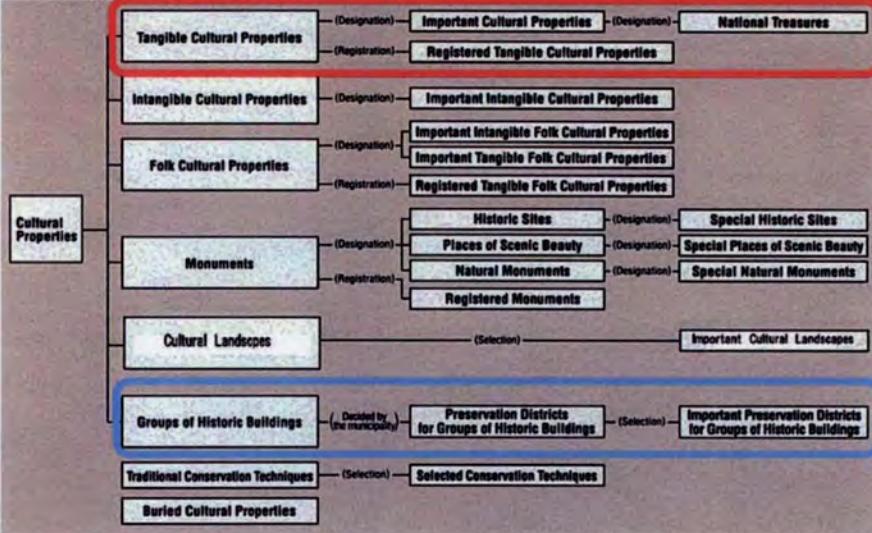 Tangible Cultural Properties (Designation) Important Cultural Properties (Designation) National Treasures
(Registration) Registered Tangible Cultural Properties
Intangible Cultural Properties (Designation) Important Intangible Cultural Properties
Important Intangible Folk Cultural Properties
Folk Cultural Properties (Designation)
Important Tangible Folk Cultural Properties
(Registration) Registered Tangible Folk Cultural Properties
Cultural
Properties
Historic Sites (Designation) Special Historic Sites
Monuments (Designation) Places of Scenic Beauty (Designation) Special Places of Scenic Beauty
Natural Monuments (Designation) Special Natural Monuments
(Registration) Registered Monuments
Cultural Landscpes (Selection) Important Cultural Landscapes
Groups of Historic Buildings
(Decided by
the municipality)
Preservation Districts
for Groups of Historic Buildings
(Selection)
Important Preservation Districts
for Groups of Historic Buildings
Traditional Conservation Techniques (Selection) Selected Conservation Techniques
Buried Cultural Properties